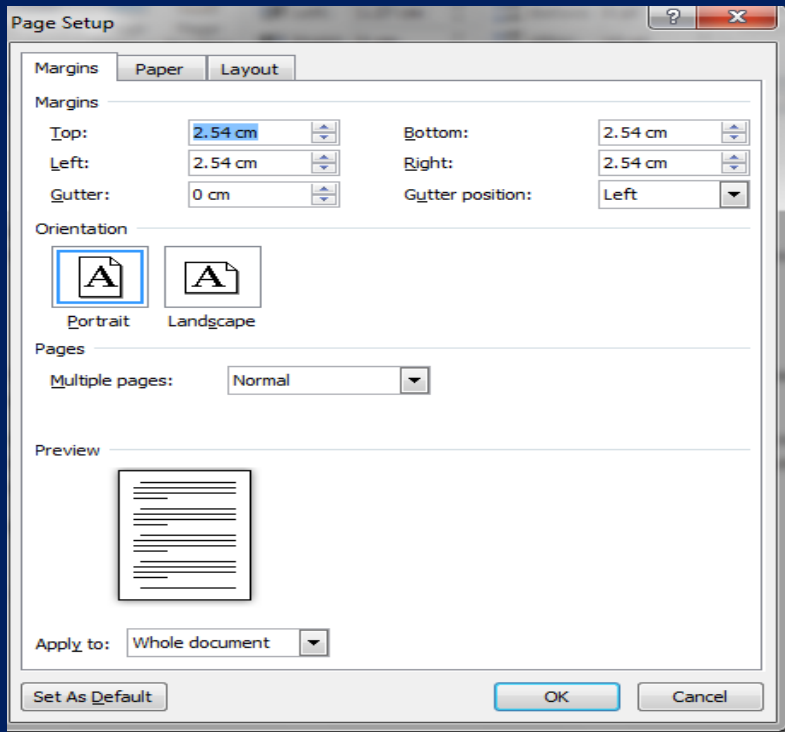 Page Setup
Margins Paper Layout
Margins
Top: 2.54 cm Bottom: 2.54 cm
Left: 2.54 cm Right: 2.54 cm
Gutter: 0 cm Gutter position: Left
Orientation
A A
Portrait Landscape
Pages
Multiple pages: Normal
Preview
Apply to: Whole document
Set As Default OK Cancel